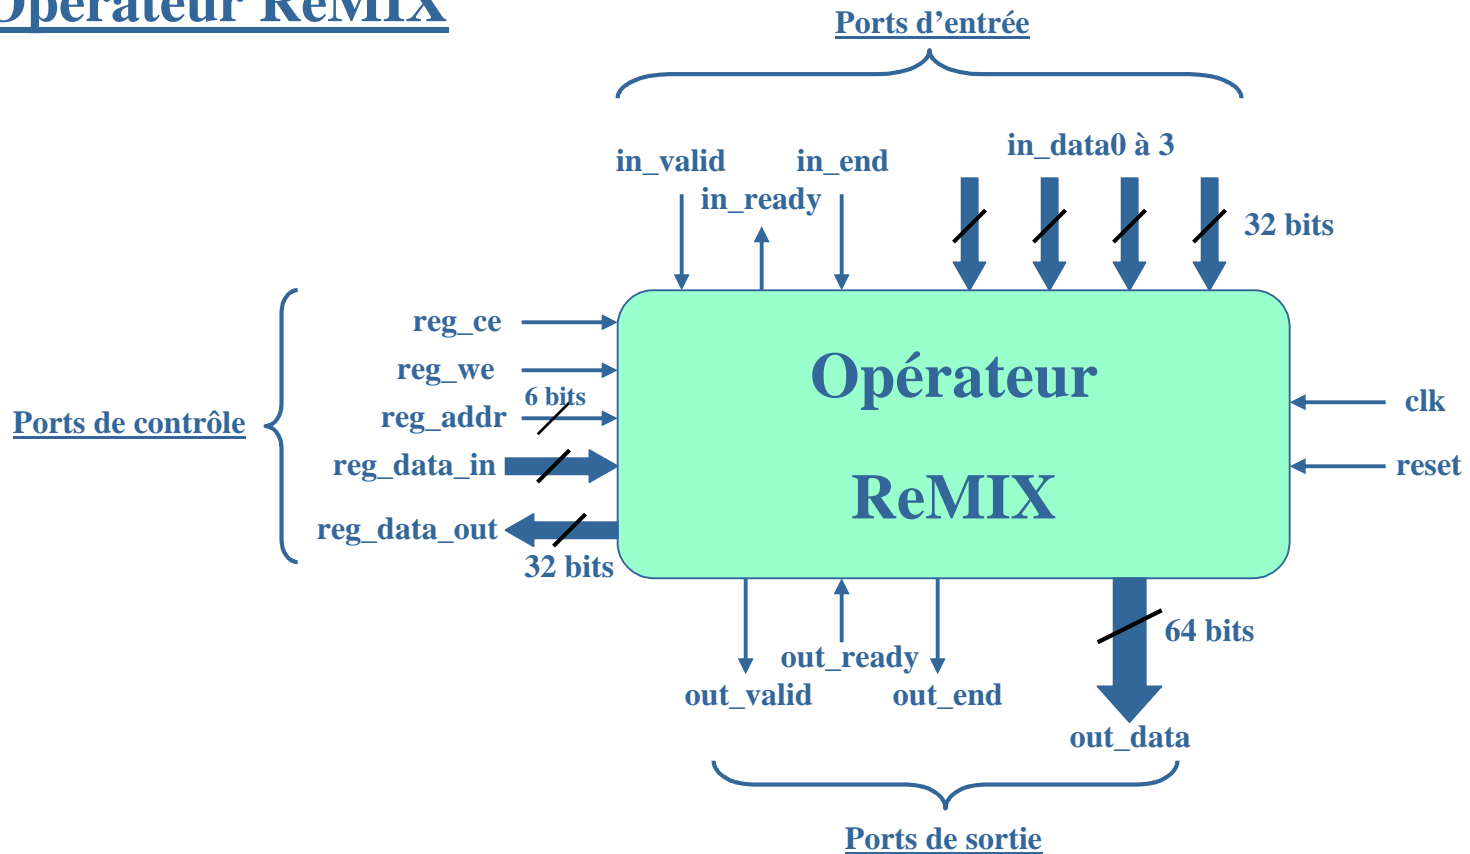 Opérateur ReMIX
Ports d'entrée
in_valid
in_end
in_data0 à 3
in_ready
32 bits
reg_ce
reg_we
6 bits
reg_addr
reg_data_in
reg_data_out
32 bits
Ports de contrôle
Opérateur
ReMIX
clk
reset
64 bits
out_ready
out_valid
out_end
out_data
Ports de sortie